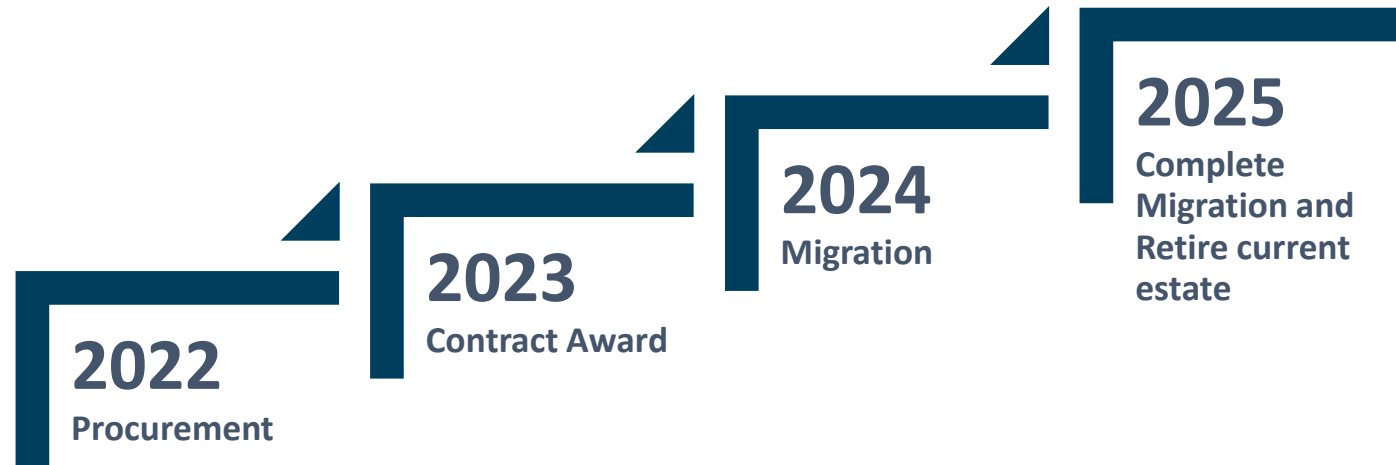 2022
Procurement
2023
Contract Award
2024
Migration
2025
Complete
Migration and
Retire current
estate